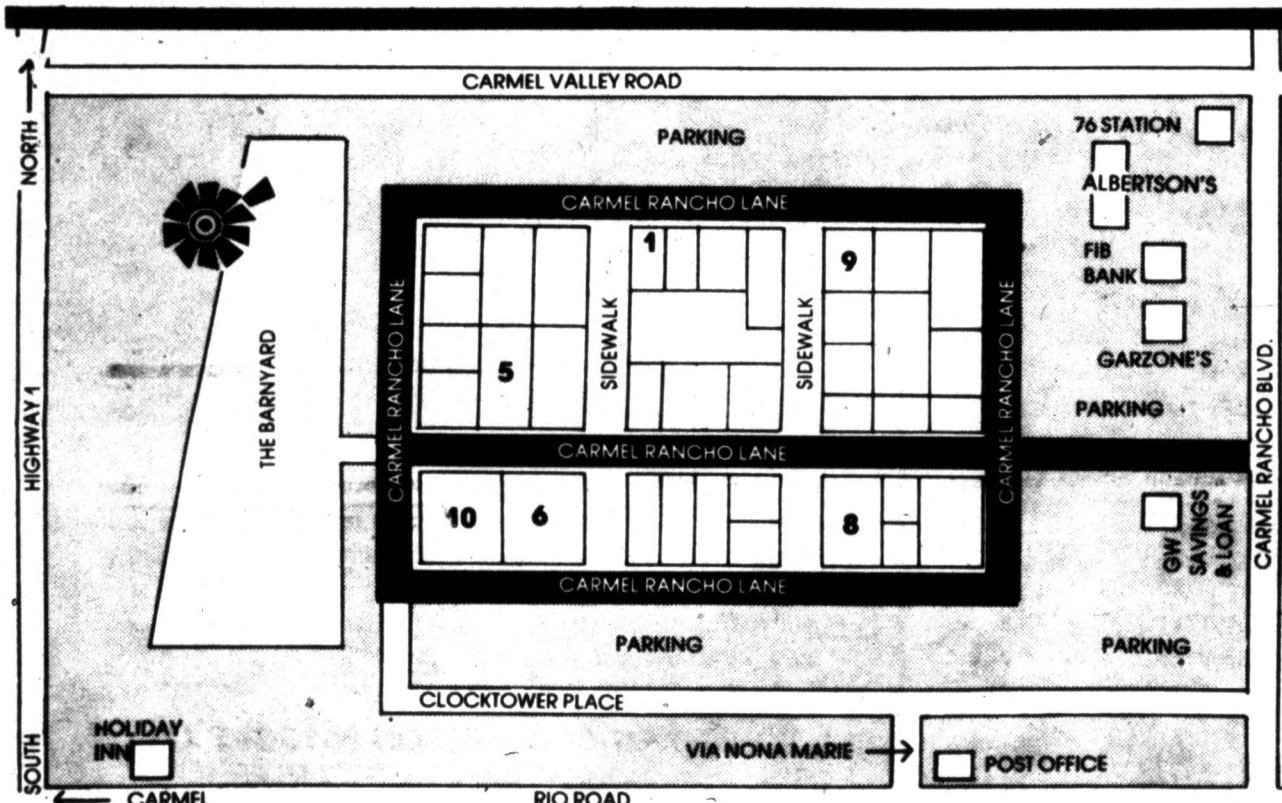 CARMEL VALLEY ROAD
NORTH
HIGHWAY 1
SOUTH
PARKING
76 STATION
ALBERTSON'S
FIB
BANK
GARZONE'S
PARKING
CARMEL RANCHO BLVD.
CARMEL RANCHO LANE
THE BARNYARD
CARMEL RANCHO LANE
1
9
5
SIDEWALK
SIDEWALK
CARMEL RANCHO LANE
CARMEL RANCHO LANE
10
6
8
GW
SAVINGS
& LOAN
CARMEL RANCHO LANE
PARKING
PARKING
CLOCKTOWER PLACE
HOLIDAY
INN
VIA NONA MARIE
POST OFFICE
CARMEL
RIO ROAD